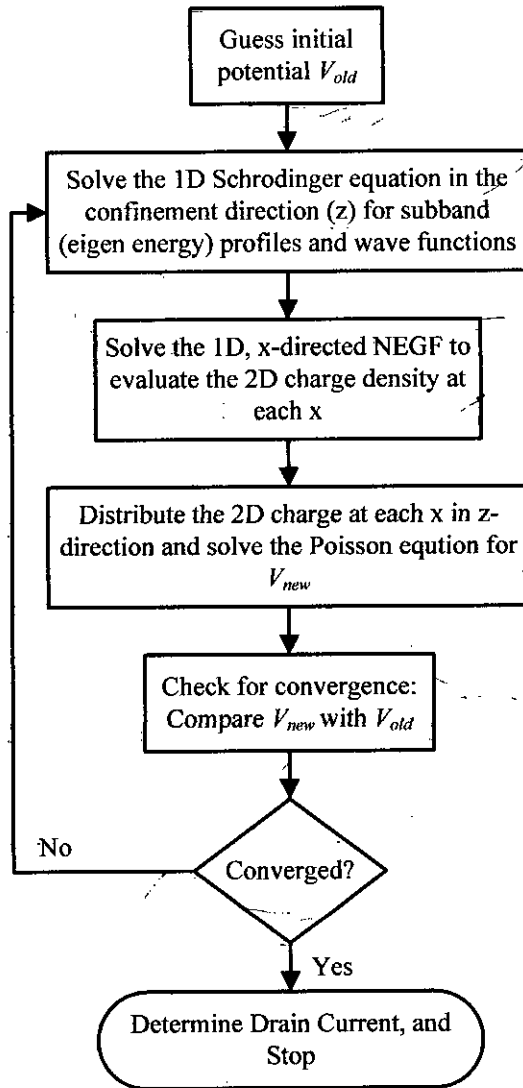 Guess initial
potential V_old
Solve the 1D Schrodinger equation in the
confinement direction (z) for subband
(eigen energy) profiles and wave functions
Solve the 1D, x-directed NEGF to
evaluate the 2D charge density at
each x
Distribute the 2D charge at each x in z-
direction and solve the Poisson eqution for
V_new
Check for convergence:
Compare V_new with V_old
No
Converged?
Yes
Determine Drain Current, and
Stop